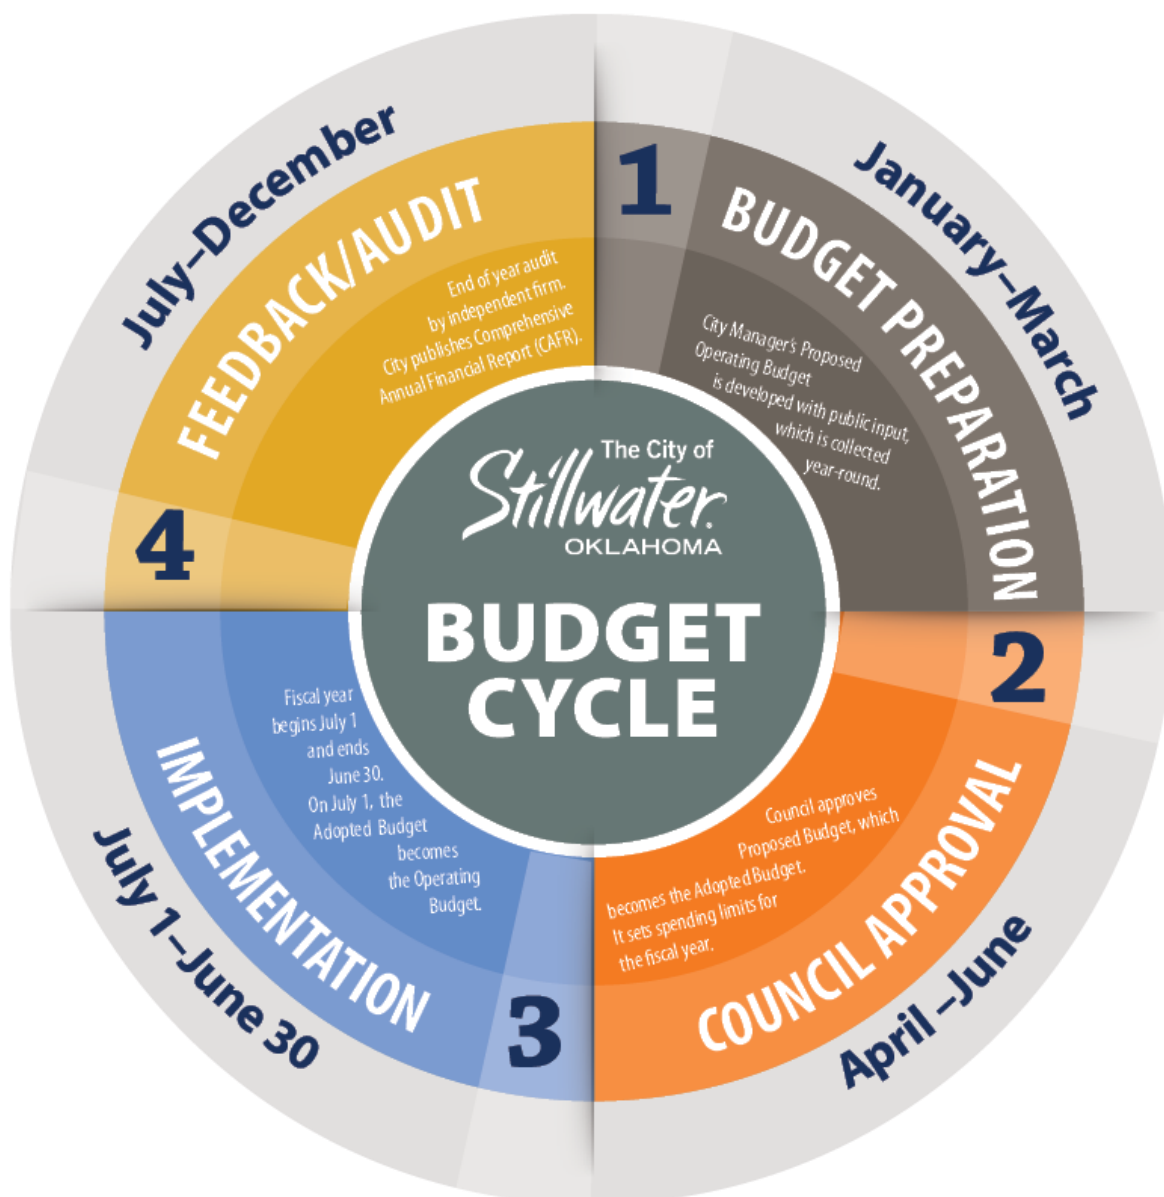 The City of
Stillwater.
OKLAHOMA
BUDGET
CYCLE
1
January–March
BUDGET PREPARATION
City Manager's Proposed
Operating Budget
is developed with public input,
which is collected
year-round.
2
April –June
COUNCIL APPROVAL
Council approves
Proposed Budget, which
becomes the Adopted Budget.
It sets spending limits for
the fiscal year.
3
July 1–June 30
IMPLEMENTATION
Fiscal year
begins July 1
and ends
June 30.
On July 1, the
Adopted Budget
becomes
the Operating
Budget.
4
July–December
FEEDBACK/AUDIT
End of year audit
by independent firm.
City publishes Comprehensive
Annual Financial Report (CAFR).